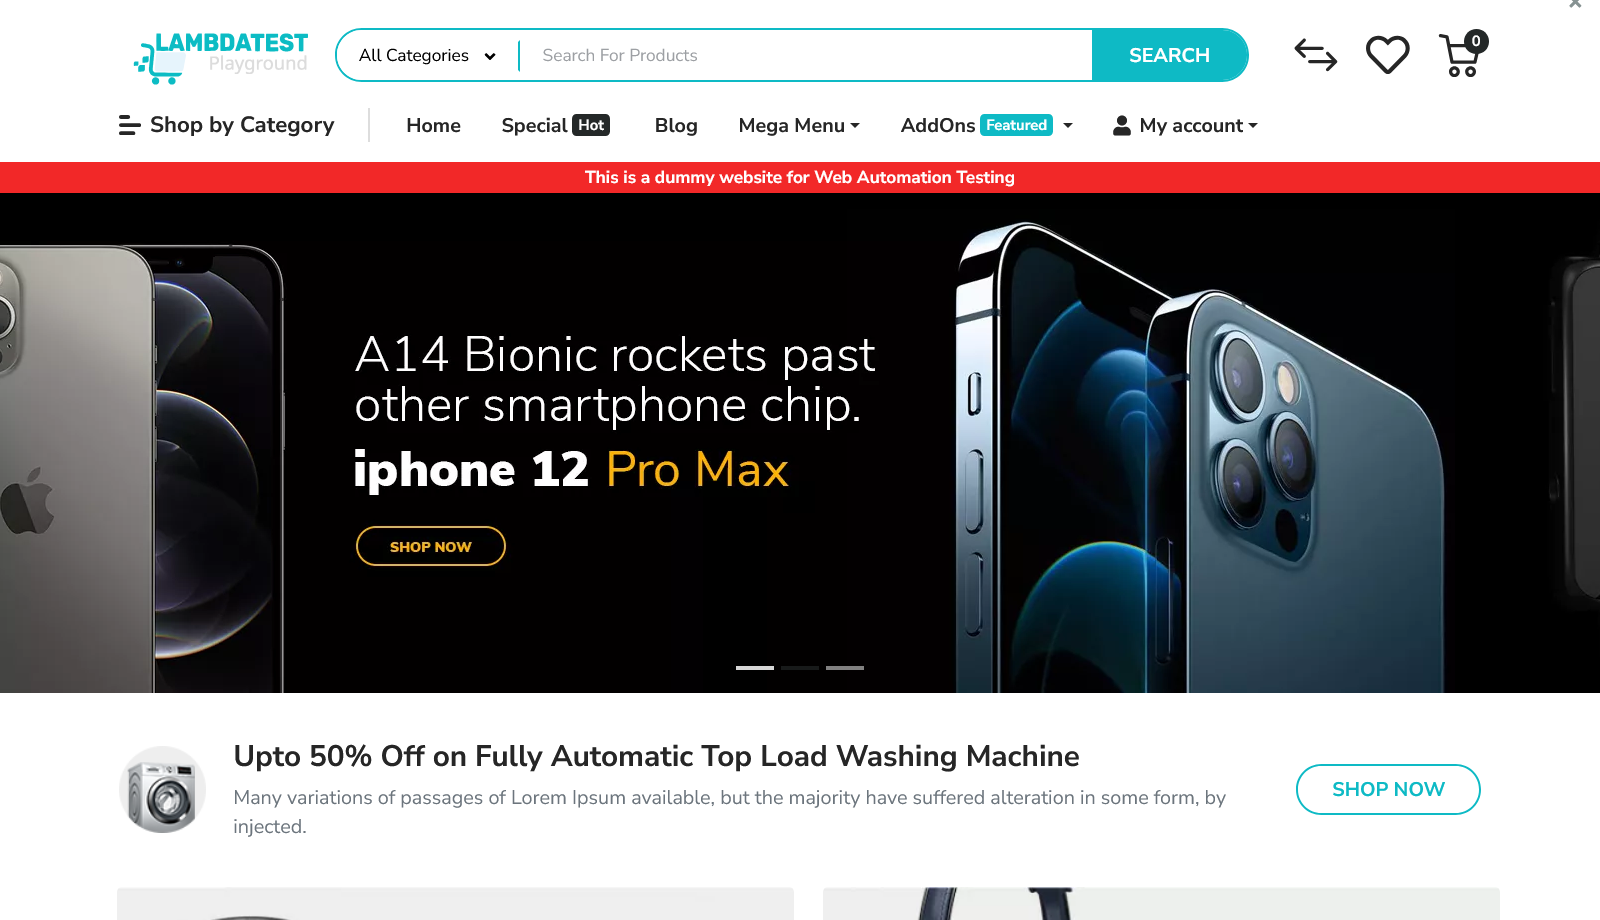 LAMBDATEST
Playground
All Categories
Search For Products
SEARCH
0
Shop by Category
Home
Special Hot
Blog
Mega Menu
AddOns Featured
My account
This is a dummy website for Web Automation Testing
A14 Bionic rockets past
other smartphone chip.
iphone 12 Pro Max
SHOP NOW
Upto 50% Off on Fully Automatic Top Load Washing Machine
Many variations of passages of Lorem Ipsum available, but the majority have suffered alteration in some form, by
injected.
SHOP NOW